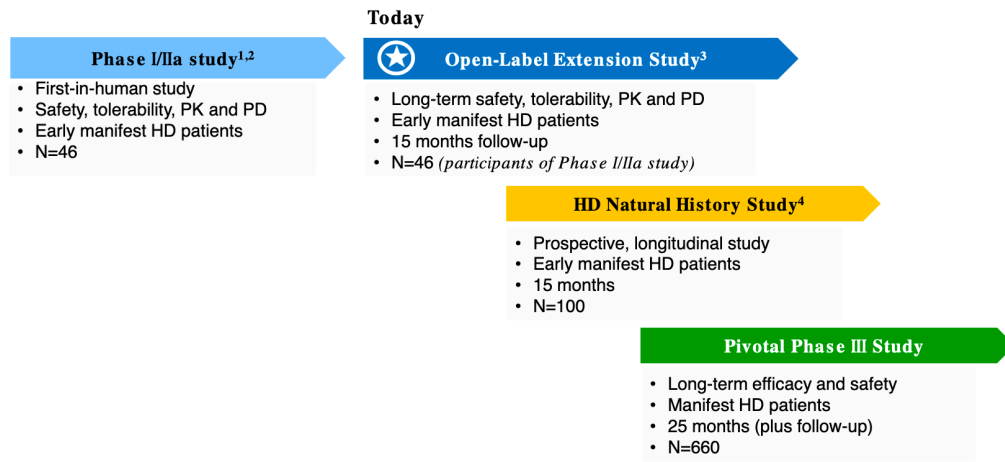 Today
Phase I/IIa study1,2
• First-in-human study
• Safety, tolerability, PK and PD
• Early manifest HD patients
• N=46
Open-Label Extension Study3
• Long-term safety, tolerability, PK and PD
• Early manifest HD patients
• 15 months follow-up
• N=46 (participants of Phase I/IIa study)
HD Natural History Study4
• Prospective, longitudinal study
• Early manifest HD patients
• 15 months
• N=100
Pivotal Phase III Study
• Long-term efficacy and safety
• Manifest HD patients
• 25 months (plus follow-up)
• N=660